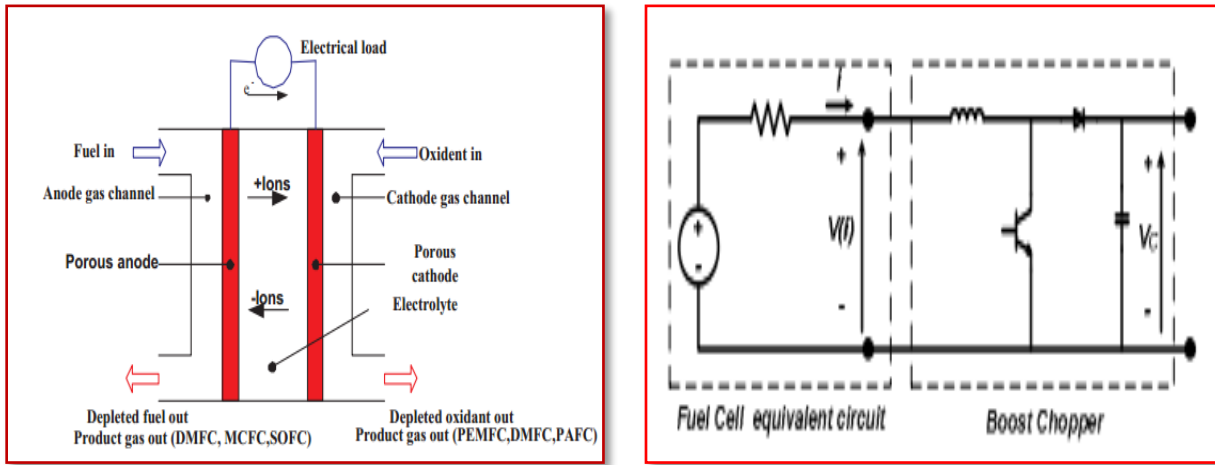 Electrical load
e-
Fuel in
Oxident in
Anode gas channel
+Ions
Cathode gas channel
Porous anode
Porous
cathode
-Ions
Electrolyte
Depleted fuel out
Product gas out (DMFC, MCFC,SOFC)
Depleted oxidant out
Product gas out (PEMFC,DMFC,PAFC)
+
-
+
V(i)
-
+
VC
-
Fuel Cell equivalent circuit
Boost Chopper